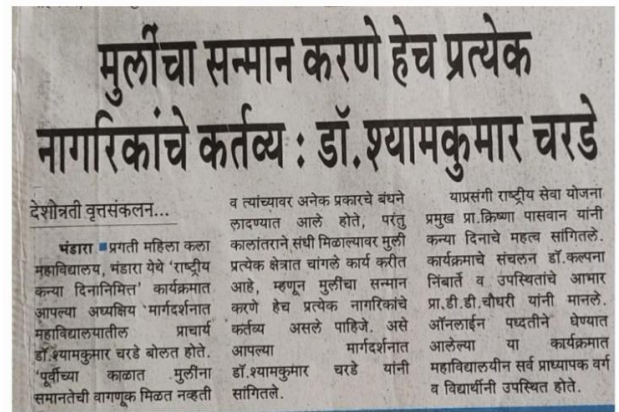 मुलींचा सन्मान करणे हेच प्रत्येक
नागरिकांचे कर्तव्य : डॉ.श्यामकुमार चरडे
देशोन्नती वृत्तसंकलन...
भंडारा ■प्रगती महिला कला
महाविद्यालय, भंडारा येथे 'राष्ट्रीय
कन्या दिनानिमित्त' कार्यक्रमात
आपल्या अध्यक्षिय मार्गदर्शनात
महाविद्यालयातील प्राचार्य
डॉ.श्यामकुमार चरडे बोलत होते.
'पूर्वीच्या काळात मुलींना
समानतेची वागणूक मिळत नव्हती
व त्यांच्यावर अनेक प्रकारचे बंधने
लादण्यात आले होते, परंतु
कालांतराने संधी मिळाल्यावर मुली
प्रत्येक क्षेत्रात चांगले कार्य करीत
आहे, म्हणून मुलींचा सन्मान
करणे हेच प्रत्येक नागरिकांचे
कर्तव्य असले पाहिजे. असे
आपल्या मार्गदर्शनात
डॉ.श्यामकुमार चरडे यांनी
सांगितले.
याप्रसंगी राष्ट्रीय सेवा योजना
प्रमुख प्रा.क्रिष्णा पासवान यांनी
कन्या दिनाचे महत्व सांगितले.
कार्यक्रमाचे संचलन डॉ.कल्पना
निंबार्ते व उपस्थितांचे आभार
प्रा.डी.डी.चौधरी यांनी मानले.
ऑनलाईन पध्दतीने घेण्यात
आलेल्या या कार्यक्रमात
महाविद्यालयीन सर्व प्राध्यापक वर्ग
व विद्यार्थीनी उपस्थित होते.